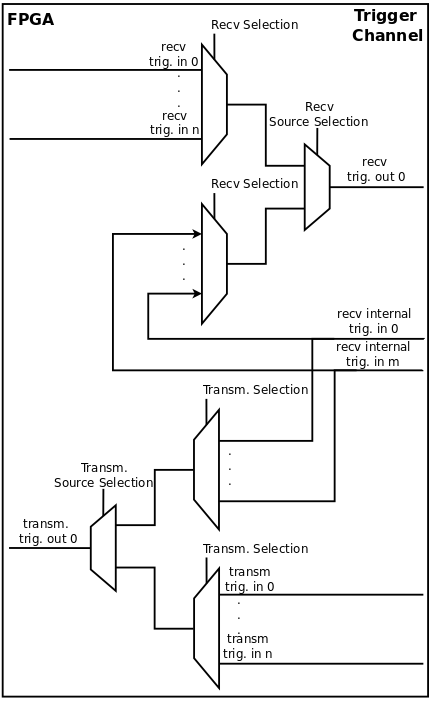 FPGA
Trigger
Channel
Recv Selection
recv
trig. in 0
.
.
.
recv
trig. in n
Recv
Source Selection
recv
trig. out 0
Recv Selection
.
.
.
recv internal
trig. in 0
recv internal
trig. in m
Transm. Selection
.
.
.
Transm.
Source Selection
transm.
trig. out 0
Transm. Selection
transm
trig. in 0
.
.
.
transm
trig. in n